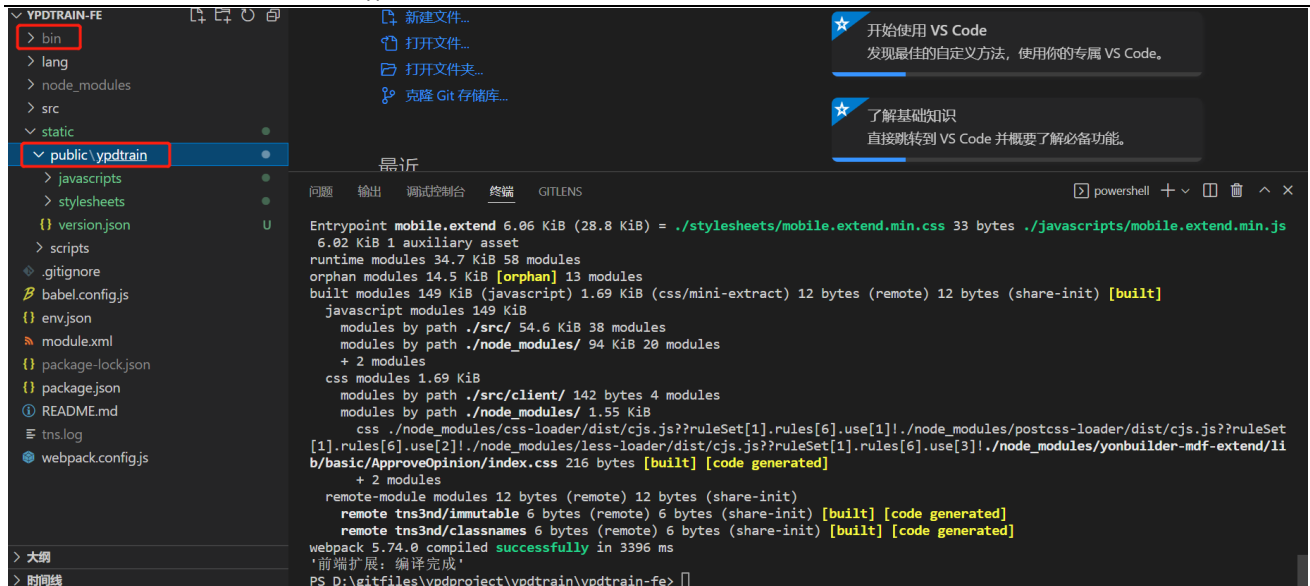 YPDTRAIN-FE
bin
lang
node_modules
src
static
public\ypdtrain
javascripts
stylesheets
{} version.json U
scripts
.gitignore
babel.config.js
{} env.json
module.xml
{} package-lock.json
{} package.json
README.md
tns.log
webpack.config.js
大纲
时间线
新建文件...
打开文件...
打开文件夹...
克隆 Git 存储库...
最近
开始使用 VS Code
发现最佳的自定义方法，使用你的专属 VS Code。
了解基础知识
直接跳转到 VS Code 并概要了解必备功能。
问题 输出 调试控制台 终端 GITLENS powershell
Entrypoint mobile.extend 6.06 KiB (28.8 KiB) = ./stylesheets/mobile.extend.min.css 33 bytes ./javascripts/mobile.extend.min.js
6.02 KiB 1 auxiliary asset
runtime modules 34.7 KiB 58 modules
orphan modules 14.5 KiB [orphan] 13 modules
built modules 149 KiB (javascript) 1.69 KiB (css/mini-extract) 12 bytes (remote) 12 bytes (share-init) [built]
javascript modules 149 KiB
modules by path ./src/ 54.6 KiB 38 modules
modules by path ./node_modules/ 94 KiB 20 modules
+ 2 modules
css modules 1.69 KiB
modules by path ./src/client/ 142 bytes 4 modules
modules by path ./node_modules/ 1.55 KiB
css ./node_modules/css-loader/dist/cjs.js??ruleSet[1].rules[6].use[1]!./node_modules/postcss-loader/dist/cjs.js??ruleSet
[1].rules[6].use[2]!./node_modules/less-loader/dist/cjs.js??ruleSet[1].rules[6].use[3]!./node_modules/yonbuilder-mdf-extend/li
b/basic/ApproveOpinion/index.css 216 bytes [built] [code generated]
+ 2 modules
remote-module modules 12 bytes (remote) 12 bytes (share-init)
remote tns3nd/immutable 6 bytes (remote) 6 bytes (share-init) [built] [code generated]
remote tns3nd/classnames 6 bytes (remote) 6 bytes (share-init) [built] [code generated]
webpack 5.74.0 compiled successfully in 3396 ms
'前端扩展：编译完成'
PS D:\gitfiles\ypdproject\ypdtrain\ypdtrain-fe>